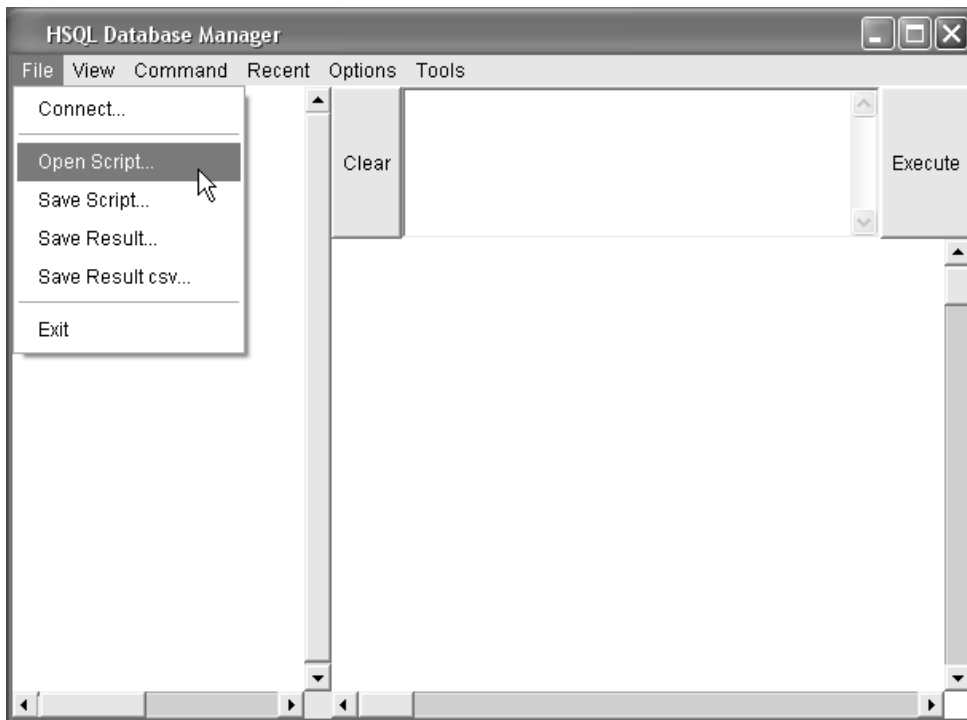 HSQL Database Manager
File View Command Recent Options Tools
Connect...
Open Script...
Save Script...
Save Result...
Save Result csv...
Exit
Clear
Execute